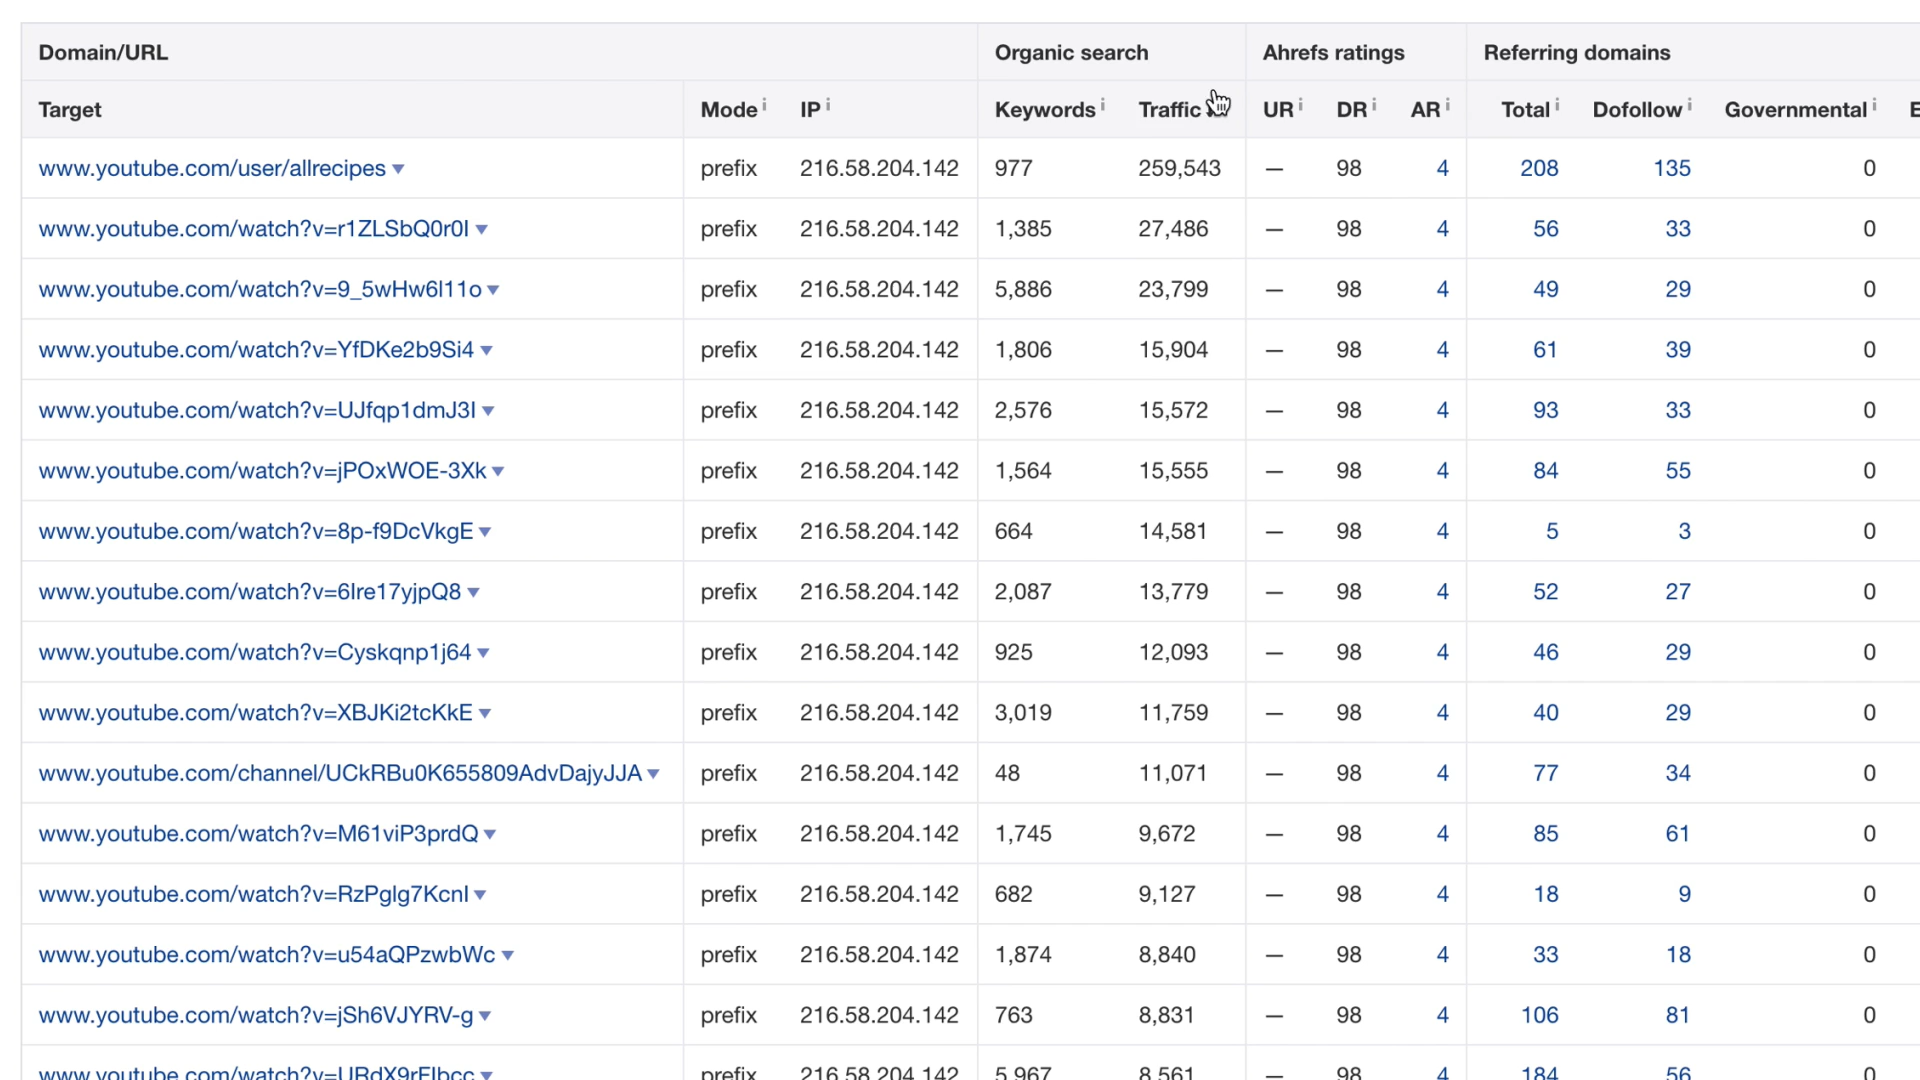 Domain/URL Organic search Ahrefs ratings Referring domains
Target Mode i IP i Keywords i Traffic UR i DR i AR i Total i Dofollow i Governmental i
www.youtube.com/user/allrecipes prefix 216.58.204.142 977 259,543 — 98 4 208 135 0
www.youtube.com/watch?v=r1ZLSbQ0r0I prefix 216.58.204.142 1,385 27,486 — 98 4 56 33 0
www.youtube.com/watch?v=9_5wHw6l11o prefix 216.58.204.142 5,886 23,799 — 98 4 49 29 0
www.youtube.com/watch?v=YfDKe2b9Si4 prefix 216.58.204.142 1,806 15,904 — 98 4 61 39 0
www.youtube.com/watch?v=UJfqp1dmJ3I prefix 216.58.204.142 2,576 15,572 — 98 4 93 33 0
www.youtube.com/watch?v=jPOxWOE-3Xk prefix 216.58.204.142 1,564 15,555 — 98 4 84 55 0
www.youtube.com/watch?v=8p-f9DcVkgE prefix 216.58.204.142 664 14,581 — 98 4 5 3 0
www.youtube.com/watch?v=6Ire17yjpQ8 prefix 216.58.204.142 2,087 13,779 — 98 4 52 27 0
www.youtube.com/watch?v=Cyskqnp1j64 prefix 216.58.204.142 925 12,093 — 98 4 46 29 0
www.youtube.com/watch?v=XBJKi2tcKkE prefix 216.58.204.142 3,019 11,759 — 98 4 40 29 0
www.youtube.com/channel/UCkRBu0K655809AdvDajyJJA prefix 216.58.204.142 48 11,071 — 98 4 77 34 0
www.youtube.com/watch?v=M61viP3prdQ prefix 216.58.204.142 1,745 9,672 — 98 4 85 61 0
www.youtube.com/watch?v=RzPglg7KcnI prefix 216.58.204.142 682 9,127 — 98 4 18 9 0
www.youtube.com/watch?v=u54aQPzwbWc prefix 216.58.204.142 1,874 8,840 — 98 4 33 18 0
www.youtube.com/watch?v=jSh6VJYRV-g prefix 216.58.204.142 763 8,831 — 98 4 106 81 0
prefix 216.58.204.142 5,967 8,561 — 98 4 184 56 0